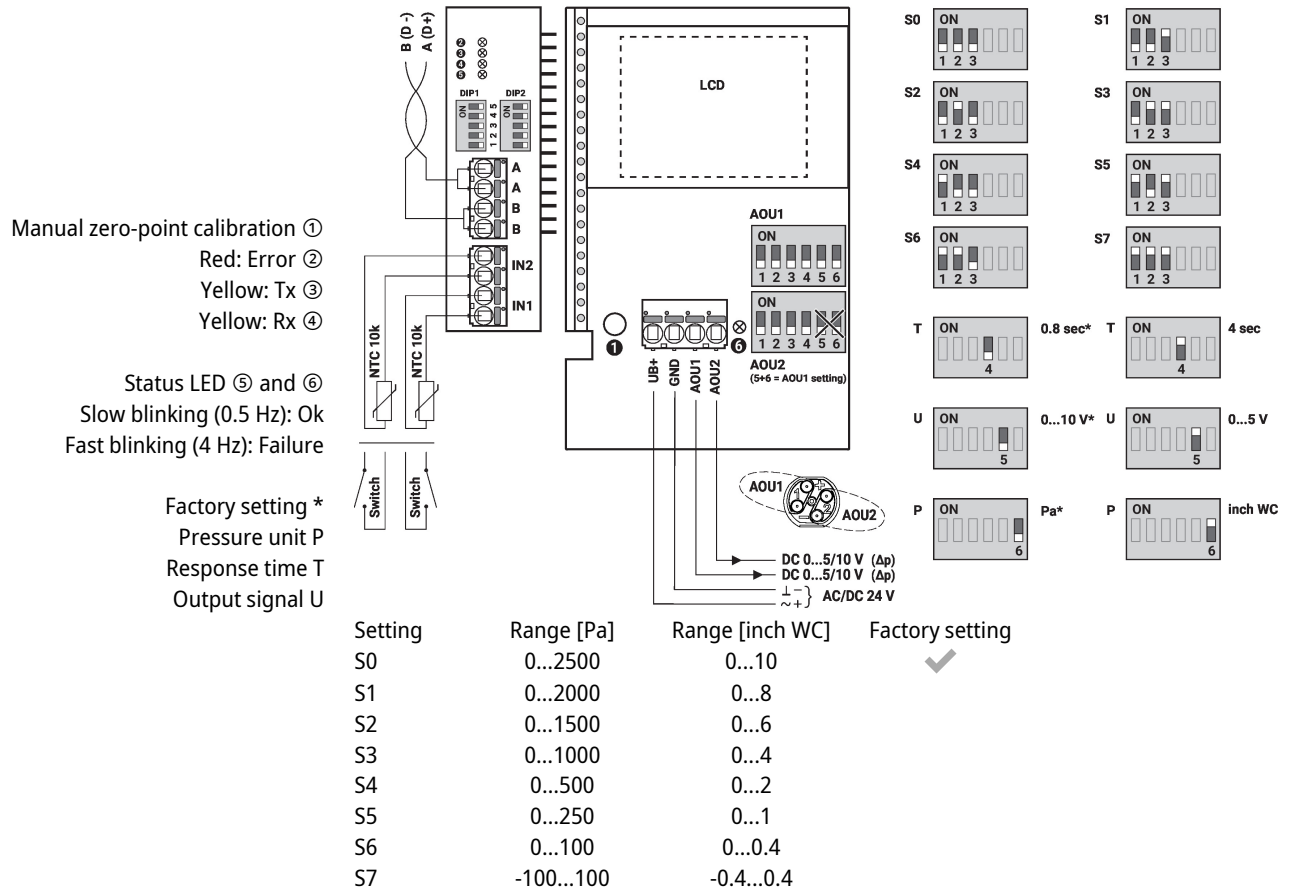 B (D -)
A (D+)
❷
❸
❹
❺
DIP1
DIP2
ON
ON
1 2 3 4 5
A
A
B
B
IN2
IN1
NTC 10k
NTC 10k
Switch
Switch
LCD
AOU1
ON
1 2 3 4 5 6
ON
1 2 3 4 5 6
AOU2
(5+6 = AOU1 setting)
❶
❻
UB+
GND
AOU1
AOU2
AOU1
AOU2
DC 0...5/10 V (Δp)
DC 0...5/10 V (Δp)
⊥ −
~ + } AC/DC 24 V
Manual zero-point calibration ①
Red: Error ②
Yellow: Tx ③
Yellow: Rx ④
Status LED ⑤ and ⑥
Slow blinking (0.5 Hz): Ok
Fast blinking (4 Hz): Failure
Factory setting *
Pressure unit P
Response time T
Output signal U
S0 ON
1 2 3
S1 ON
1 2 3
S2 ON
1 2 3
S3 ON
1 2 3
S4 ON
1 2 3
S5 ON
1 2 3
S6 ON
1 2 3
S7 ON
1 2 3
T ON 0.8 sec*
4
T ON 4 sec
4
U ON 0...10 V*
5
U ON 0...5 V
5
P ON Pa*
6
P ON inch WC
6
Setting Range [Pa] Range [inch WC] Factory setting
S0 0...2500 0...10 ✔
S1 0...2000 0...8
S2 0...1500 0...6
S3 0...1000 0...4
S4 0...500 0...2
S5 0...250 0...1
S6 0...100 0...0.4
S7 -100...100 -0.4...0.4